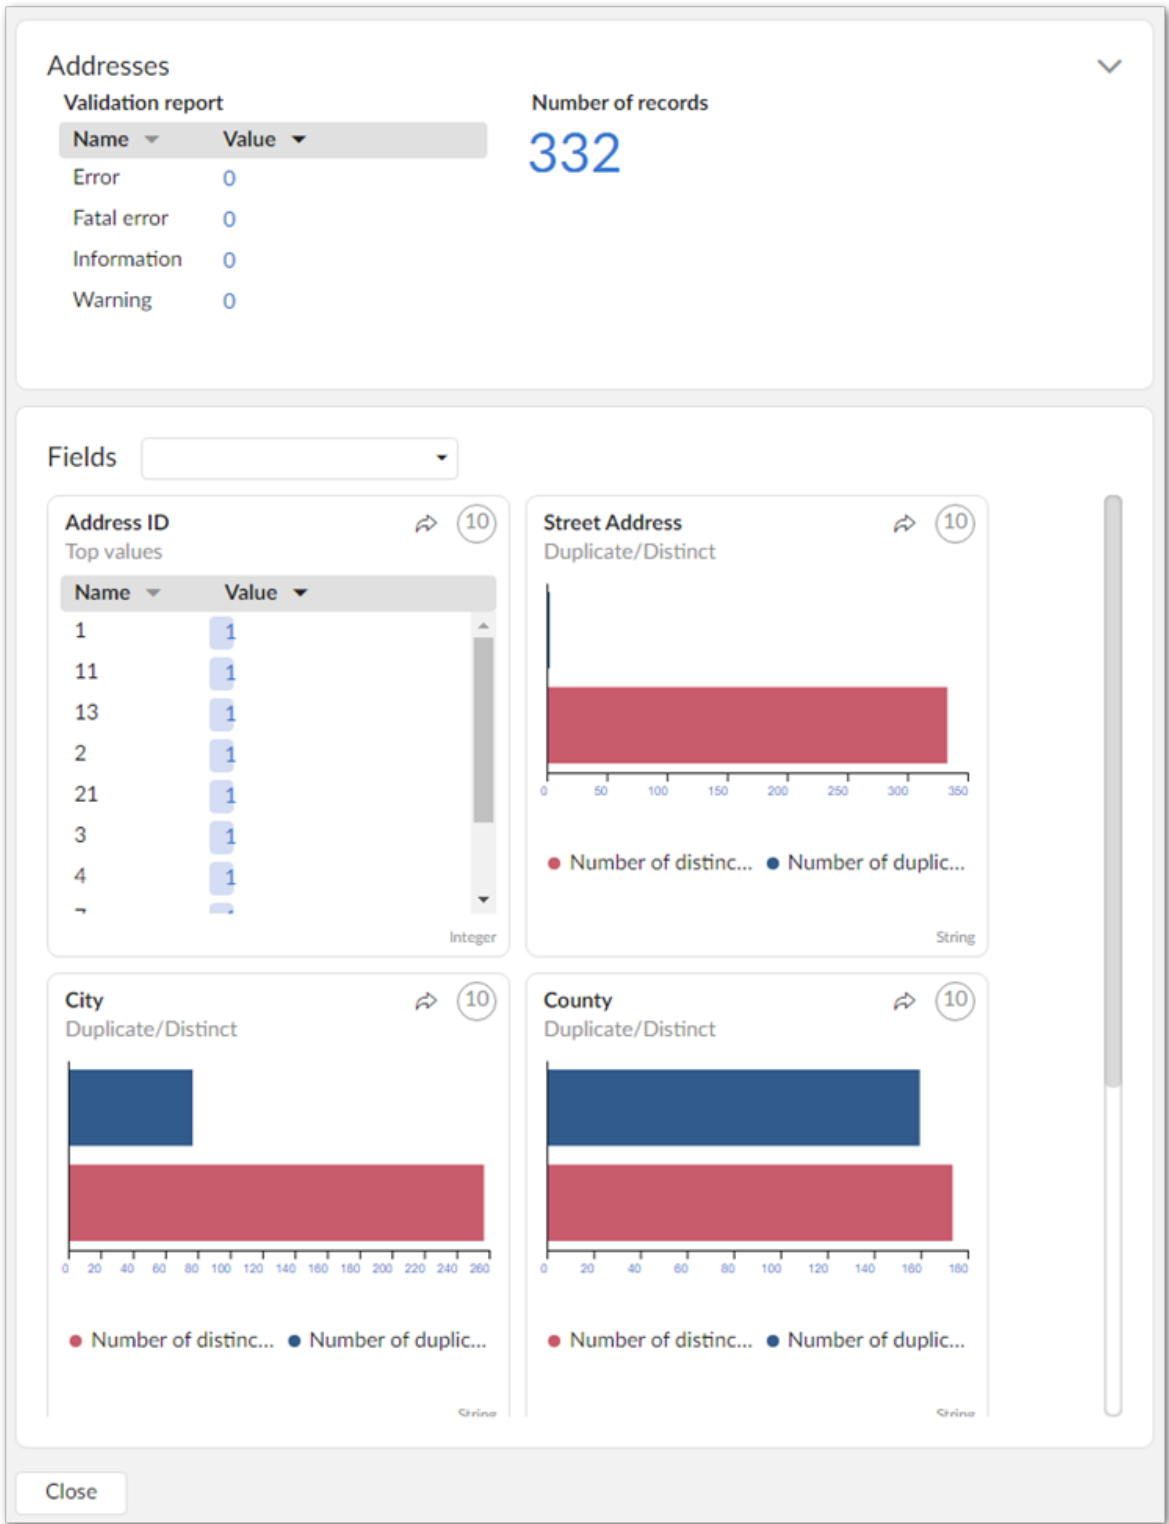 Addresses
Validation report
Number of records
Name Value
332
Error 0
Fatal error 0
Information 0
Warning 0
Fields
Address ID 10
Top values
Name Value
1 1
11 1
13 1
2 1
21 1
3 1
4 1
Integer
Street Address 10
Duplicate/Distinct
0 50 100 150 200 250 300 350
Number of distinc... Number of duplic...
String
City 10
Duplicate/Distinct
0 20 40 60 80 100 120 140 160 180 200 220 240 260
Number of distinc... Number of duplic...
String
County 10
Duplicate/Distinct
0 20 40 60 80 100 120 140 160 180
Number of distinc... Number of duplic...
String
Close